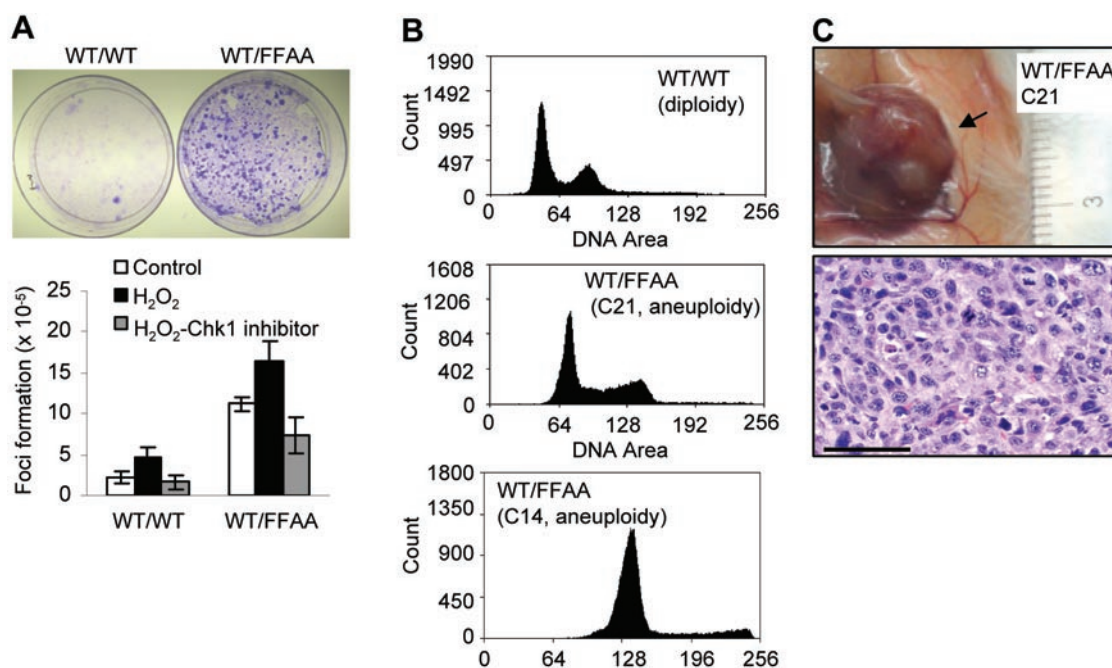 A
WT/WT WT/FFAA
Control
H₂O₂
H₂O₂-Chk1 inhibitor
Foci formation (x 10⁻⁵)
25
20
15
10
5
0
WT/WT WT/FFAA
B
WT/WT
(diploidy)
Count
1990
1492
995
497
0
0 64 128 192 256
DNA Area
WT/FFAA
(C21, aneuploidy)
Count
1608
1206
804
402
0
0 64 128 192 256
DNA Area
WT/FFAA
(C14, aneuploidy)
Count
1800
1350
900
450
0
0 64 128 192 256
DNA Area
C
WT/FFAA
C21
3